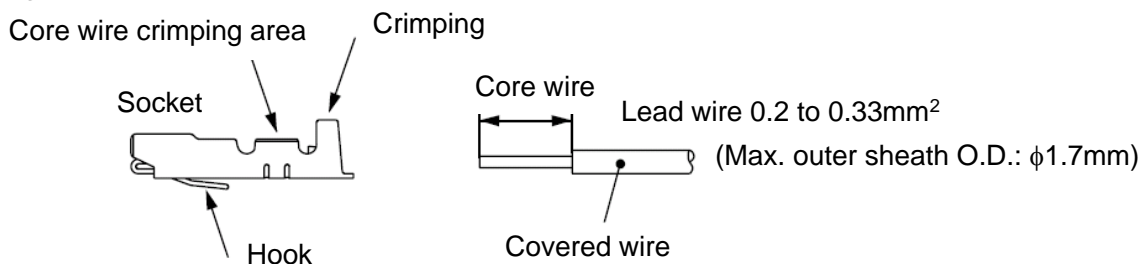 Core wire crimping area
Crimping
Socket
Core wire
Lead wire 0.2 to 0.33mm²
(Max. outer sheath O.D.: ϕ1.7mm)
Hook
Covered wire